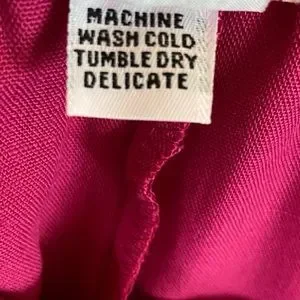 MACHINE
WASH COLD
TUMBLE DRY
DELICATE